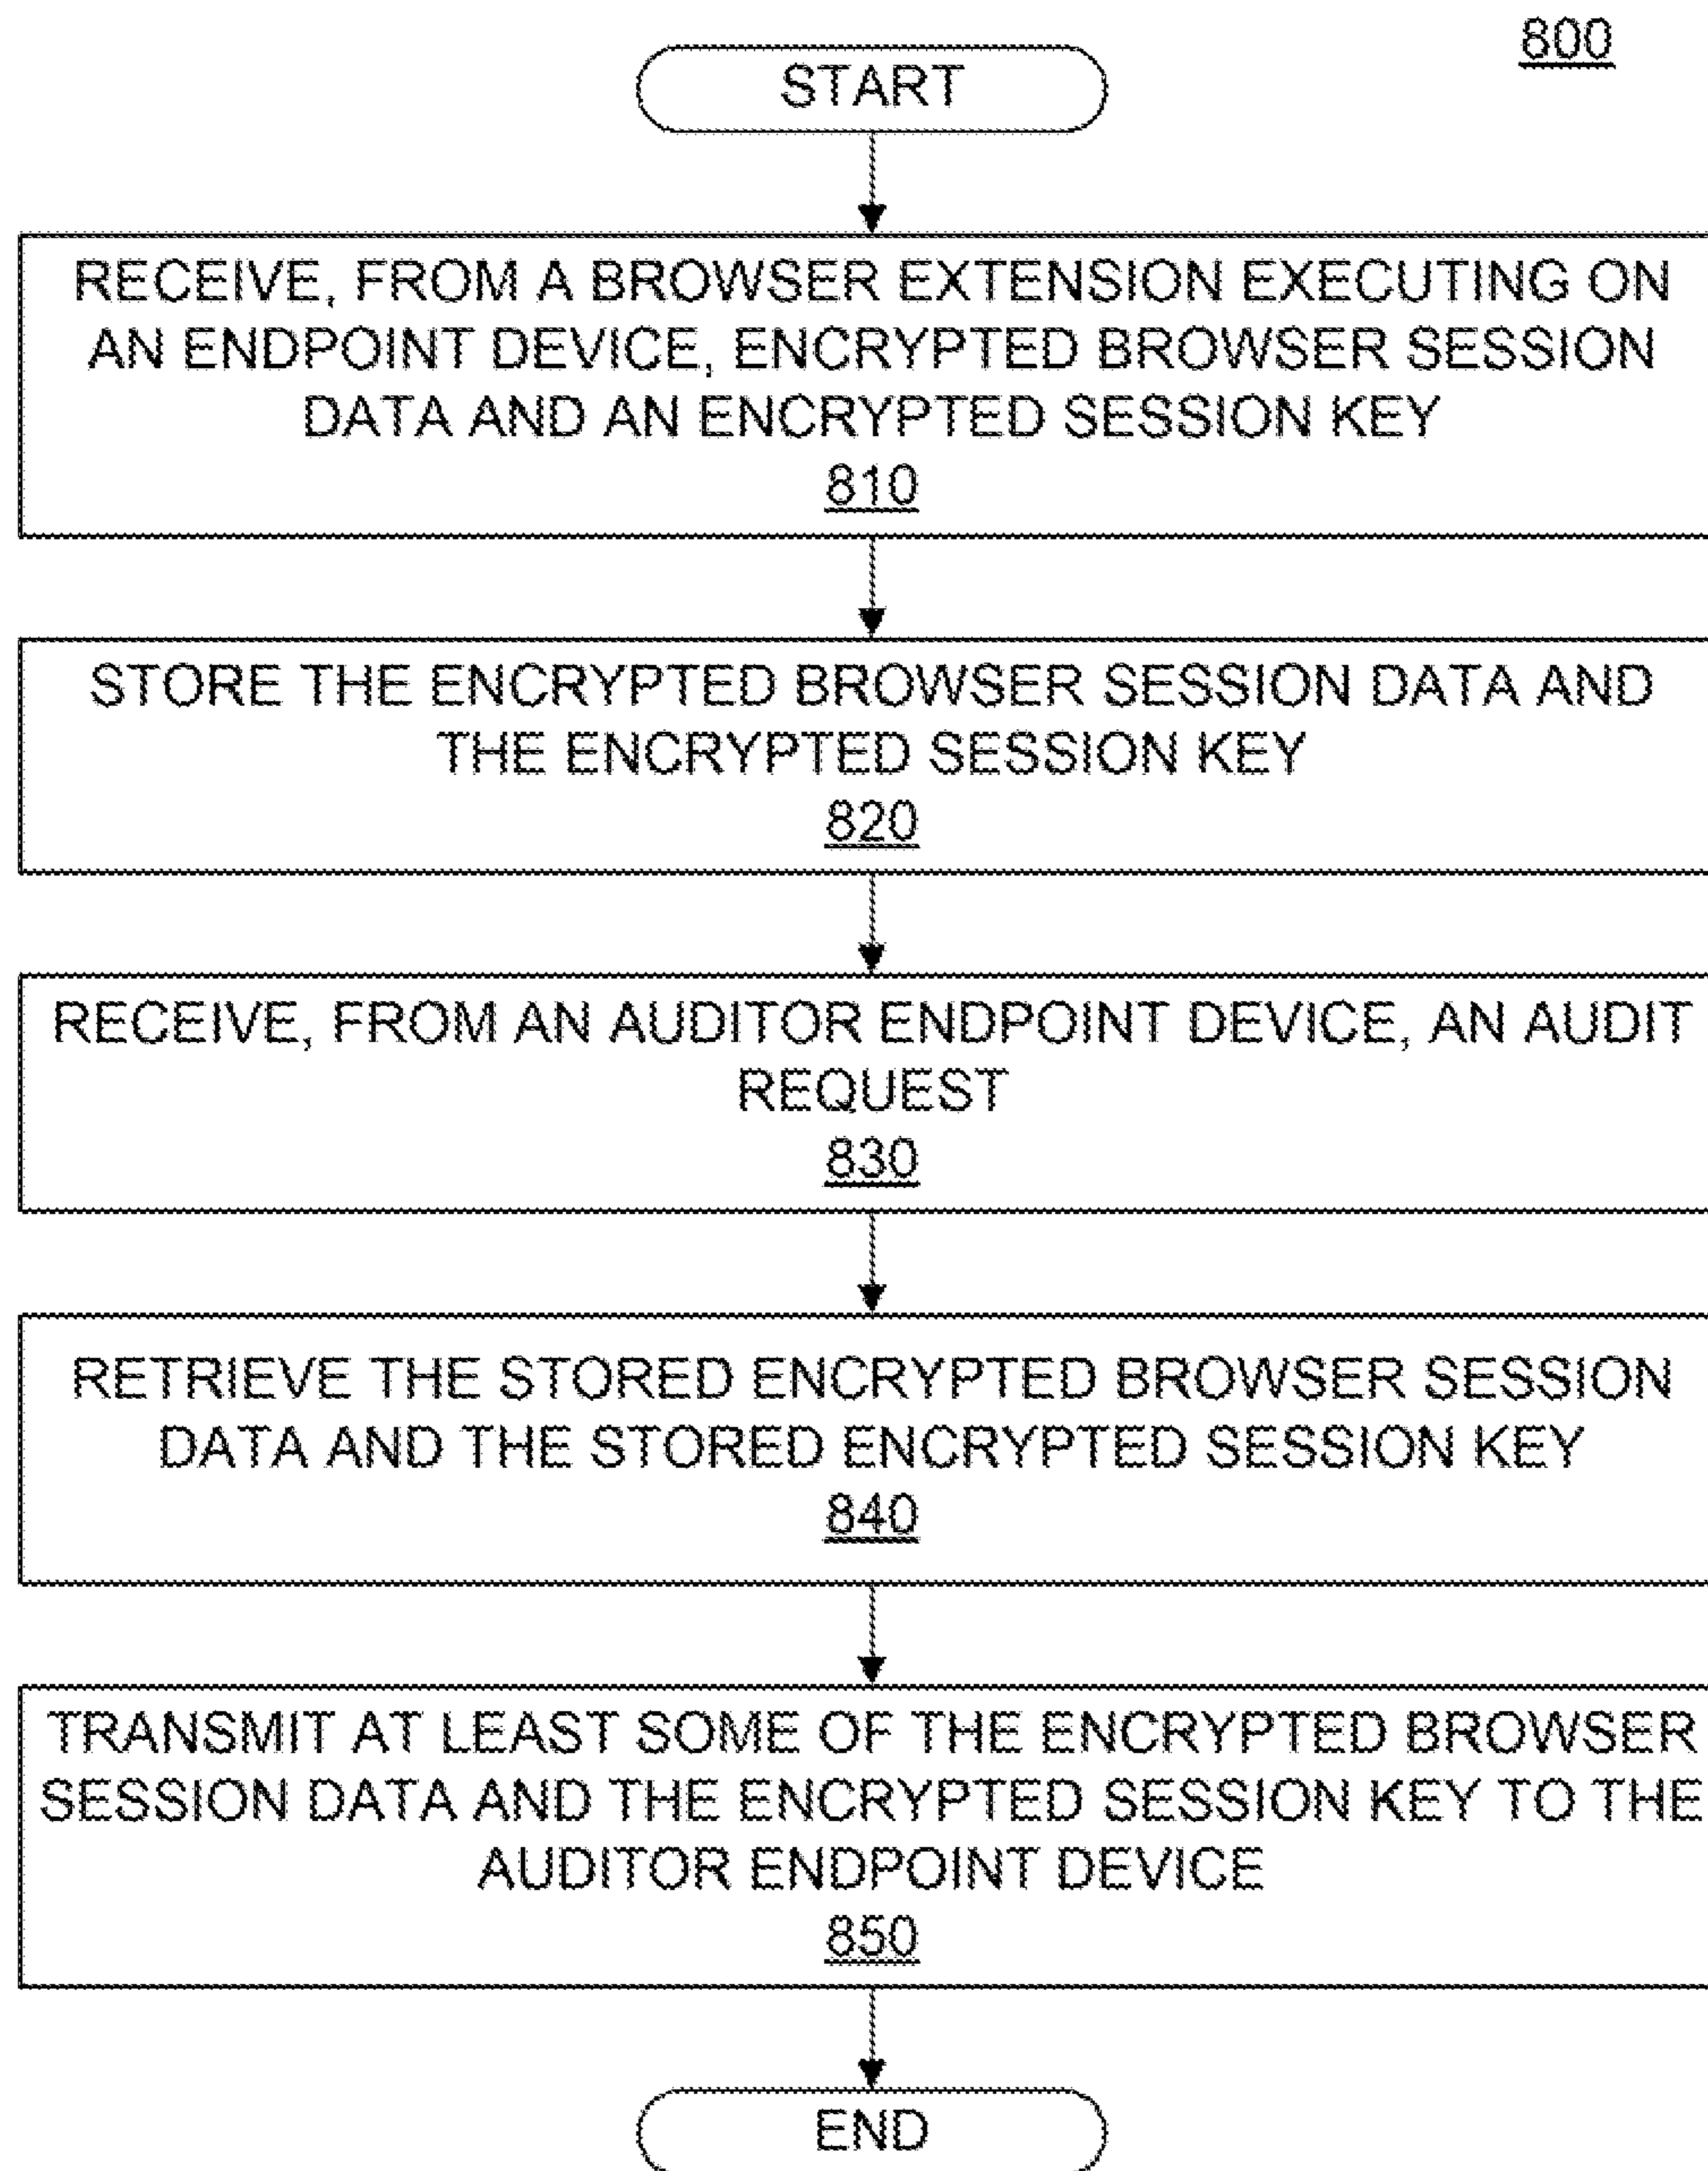 800
START
RECEIVE, FROM A BROWSER EXTENSION EXECUTING ON
AN ENDPOINT DEVICE, ENCRYPTED BROWSER SESSION
DATA AND AN ENCRYPTED SESSION KEY
810
STORE THE ENCRYPTED BROWSER SESSION DATA AND
THE ENCRYPTED SESSION KEY
820
RECEIVE, FROM AN AUDITOR ENDPOINT DEVICE, AN AUDIT
REQUEST
830
RETRIEVE THE STORED ENCRYPTED BROWSER SESSION
DATA AND THE STORED ENCRYPTED SESSION KEY
840
TRANSMIT AT LEAST SOME OF THE ENCRYPTED BROWSER
SESSION DATA AND THE ENCRYPTED SESSION KEY TO THE
AUDITOR ENDPOINT DEVICE
850
END